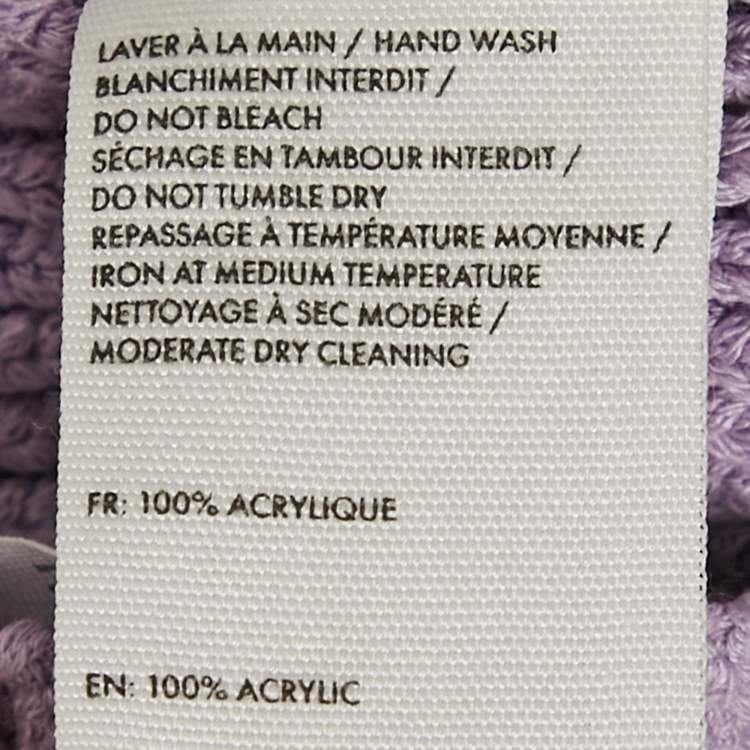 LAVER À LA MAIN / HAND WASH
BLANCHIMENT INTERDIT /
DO NOT BLEACH
SÉCHAGE EN TAMBOUR INTERDIT /
DO NOT TUMBLE DRY
REPASSAGE À TEMPÉRATURE MOYENNE /
IRON AT MEDIUM TEMPERATURE
NETTOYAGE À SEC MODÉRÉ /
MODERATE DRY CLEANING
FR: 100% ACRYLIQUE
EN: 100% ACRYLIC